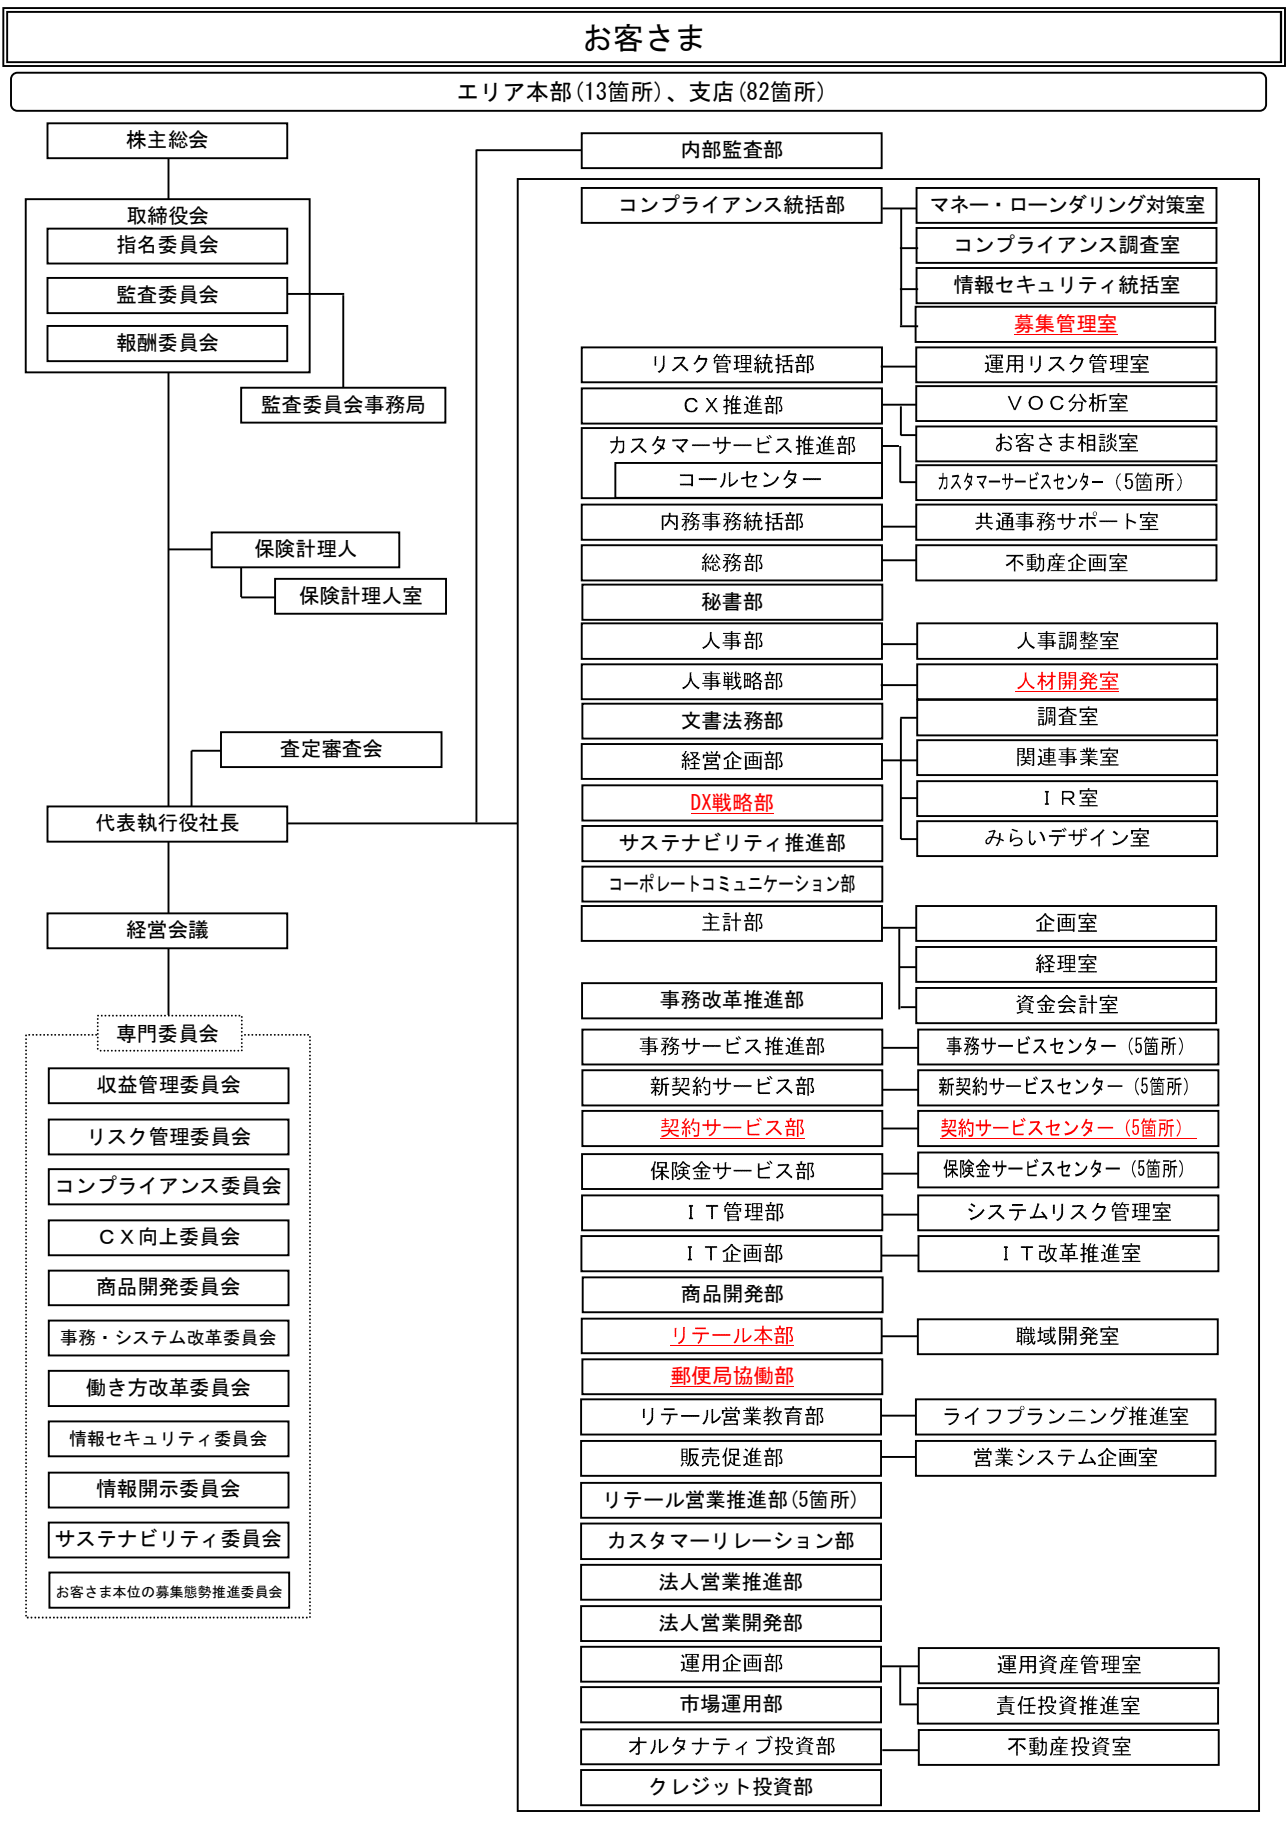 お客さま
エリア本部(13箇所)、支店(82箇所)
株主総会
取締役会
指名委員会
監査委員会
報酬委員会
監査委員会事務局
保険計理人
保険計理人室
査定審査会
代表執行役社長
経営会議
専門委員会
収益管理委員会
リスク管理委員会
コンプライアンス委員会
ＣＸ向上委員会
商品開発委員会
事務・システム改革委員会
働き方改革委員会
情報セキュリティ委員会
情報開示委員会
サステナビリティ委員会
お客さま本位の募集態勢推進委員会
内部監査部
コンプライアンス統括部
マネー・ローンダリング対策室
コンプライアンス調査室
情報セキュリティ統括室
募集管理室
リスク管理統括部
運用リスク管理室
ＣＸ推進部
ＶＯＣ分析室
お客さま相談室
カスタマーサービス推進部
コールセンター
カスタマーサービスセンター（5箇所）
内務事務統括部
共通事務サポート室
総務部
不動産企画室
秘書部
人事部
人事調整室
人事戦略部
人材開発室
文書法務部
経営企画部
調査室
関連事業室
ＩＲ室
みらいデザイン室
DX戦略部
サステナビリティ推進部
コーポレートコミュニケーション部
主計部
企画室
経理室
資金会計室
事務改革推進部
事務サービス推進部
事務サービスセンター（5箇所）
新契約サービス部
新契約サービスセンター（5箇所）
契約サービス部
契約サービスセンター（5箇所）
保険金サービス部
保険金サービスセンター（5箇所）
ＩＴ管理部
システムリスク管理室
ＩＴ企画部
ＩＴ改革推進室
商品開発部
リテール本部
職域開発室
郵便局協働部
リテール営業教育部
ライフプランニング推進室
販売促進部
営業システム企画室
リテール営業推進部(5箇所)
カスタマーリレーション部
法人営業推進部
法人営業開発部
運用企画部
運用資産管理室
責任投資推進室
市場運用部
オルタナティブ投資部
不動産投資室
クレジット投資部